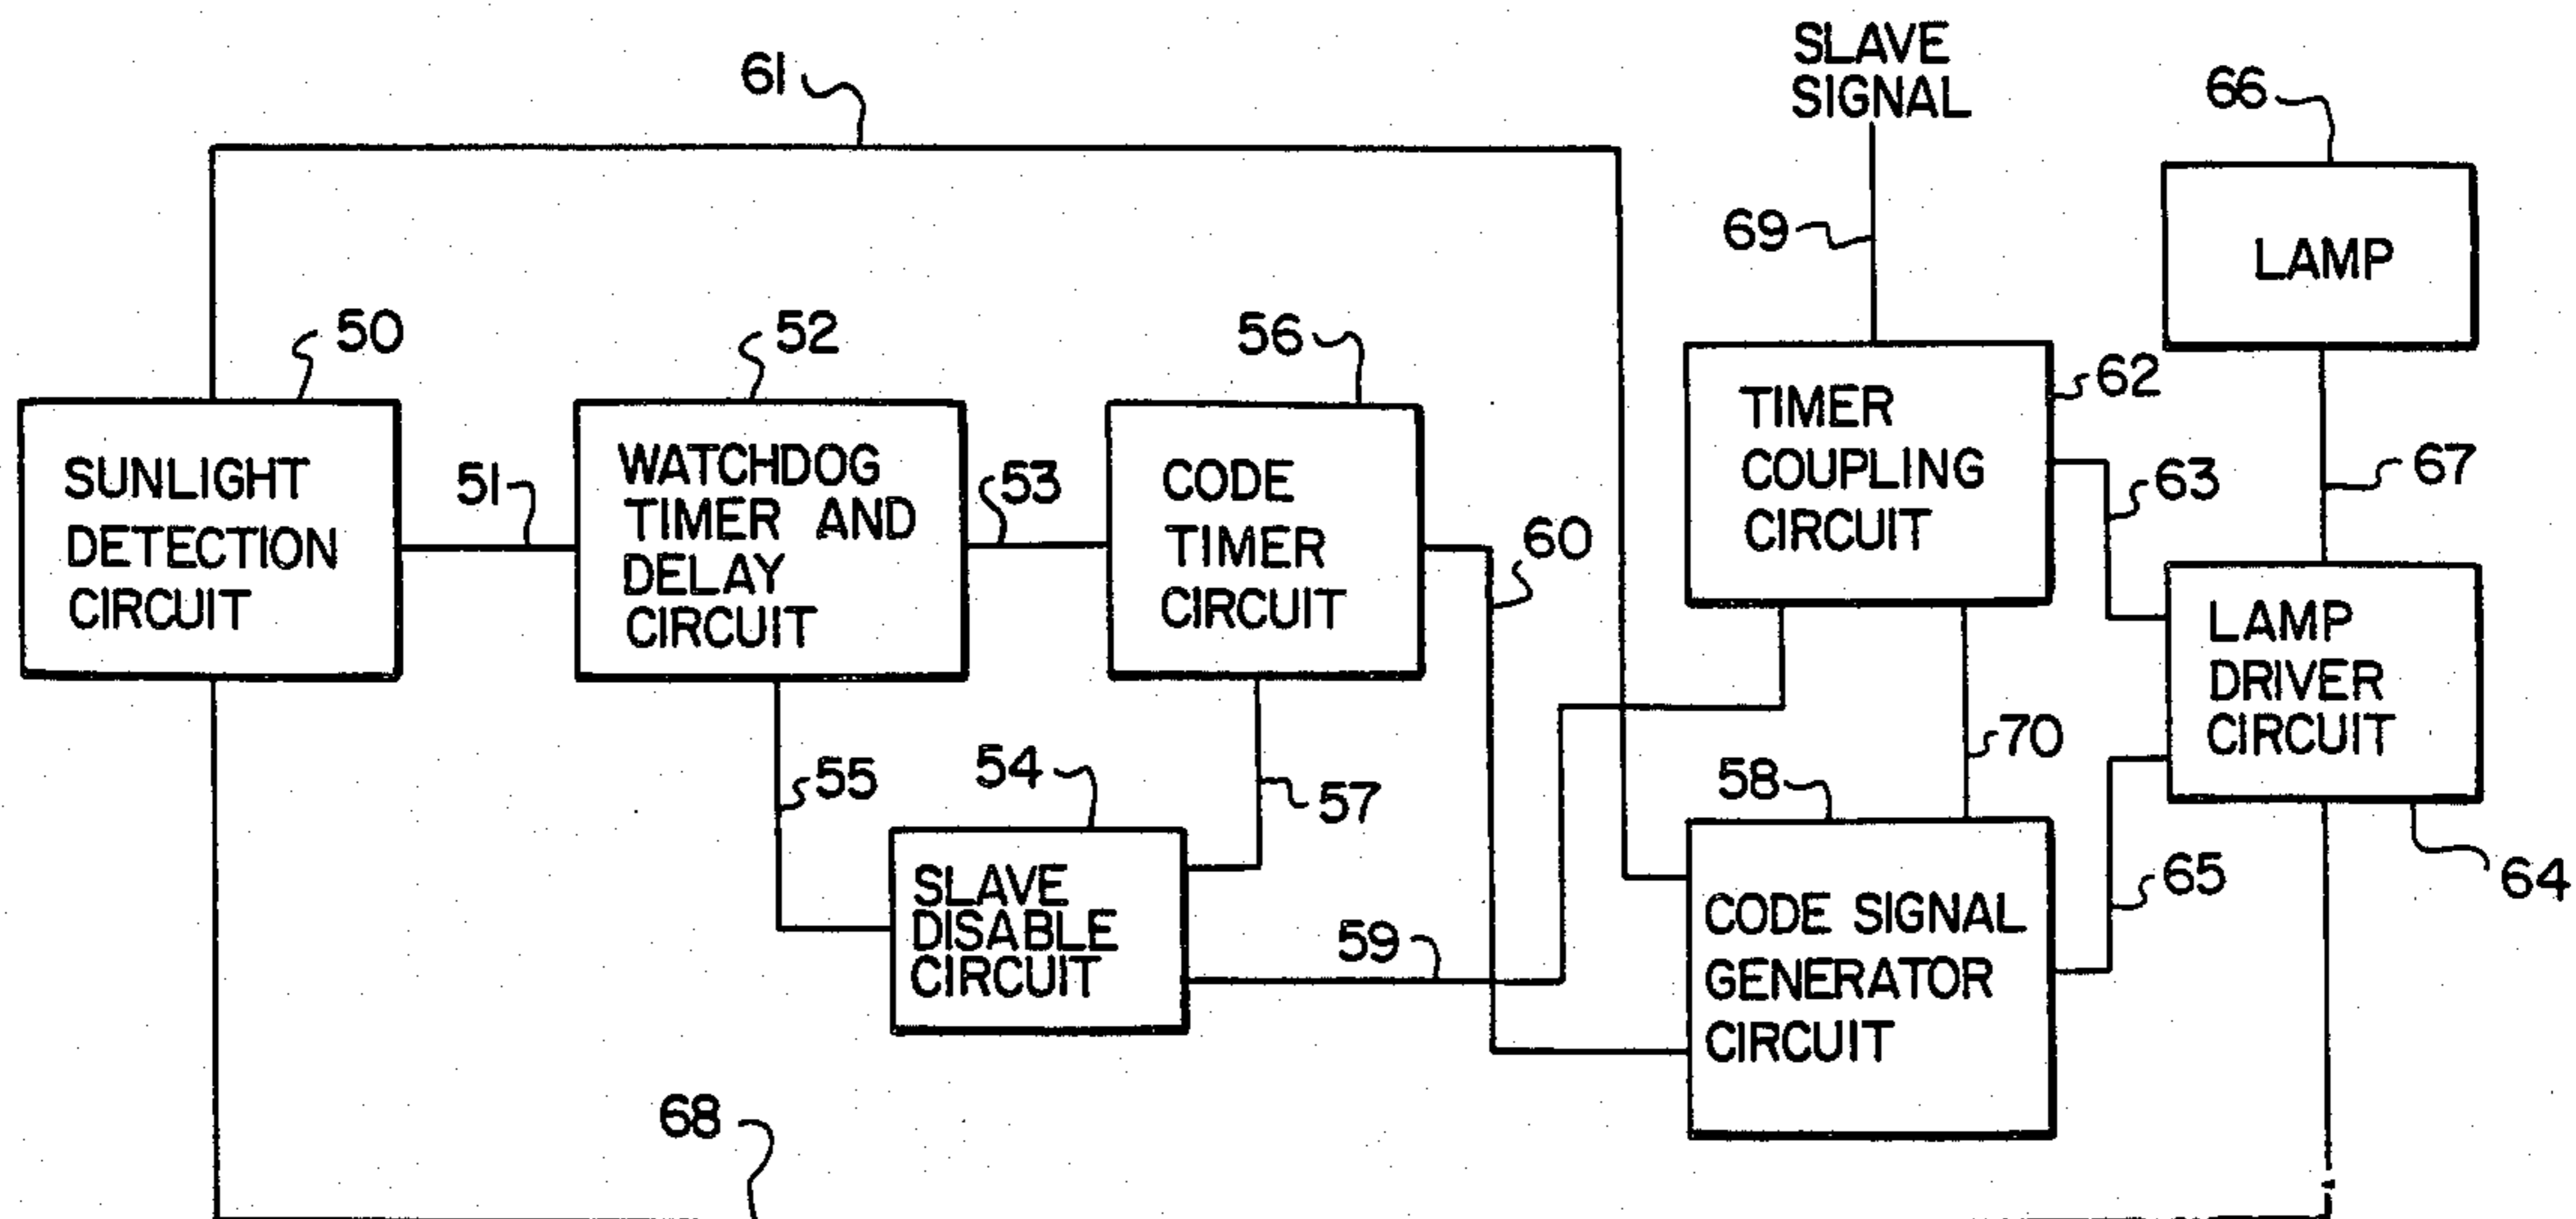 61
SLAVE
SIGNAL
66
69
LAMP
50
52
56
62
SUNLIGHT
DETECTION
CIRCUIT
51
WATCHDOG
TIMER AND
DELAY
CIRCUIT
53
CODE
TIMER
CIRCUIT
60
TIMER
COUPLING
CIRCUIT
63
67
LAMP
DRIVER
CIRCUIT
55
54
57
58
70
64
SLAVE
DISABLE
CIRCUIT
59
CODE SIGNAL
GENERATOR
CIRCUIT
65
68